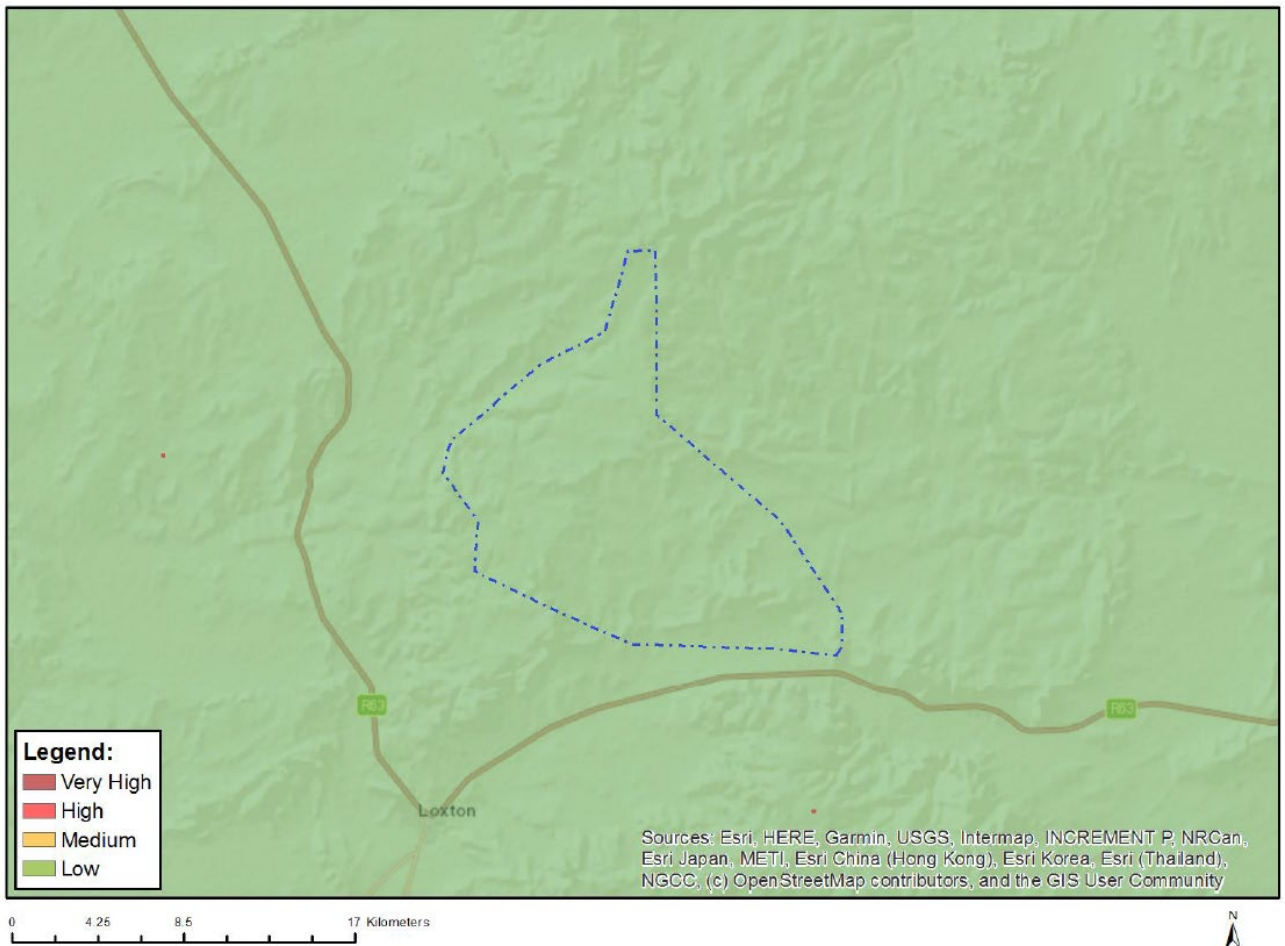 R63
R63
Loxton
Legend:
Very High
High
Medium
Low
Sources: Esri, HERE, Garmin, USGS, Intermap, INCREMENT P, NRCan,
Esri Japan, METI, Esri China (Hong Kong), Esri Korea, Esri (Thailand),
NGCC, (c) OpenStreetMap contributors, and the GIS User Community
0 4.25 8.5 17 Kilometers
N